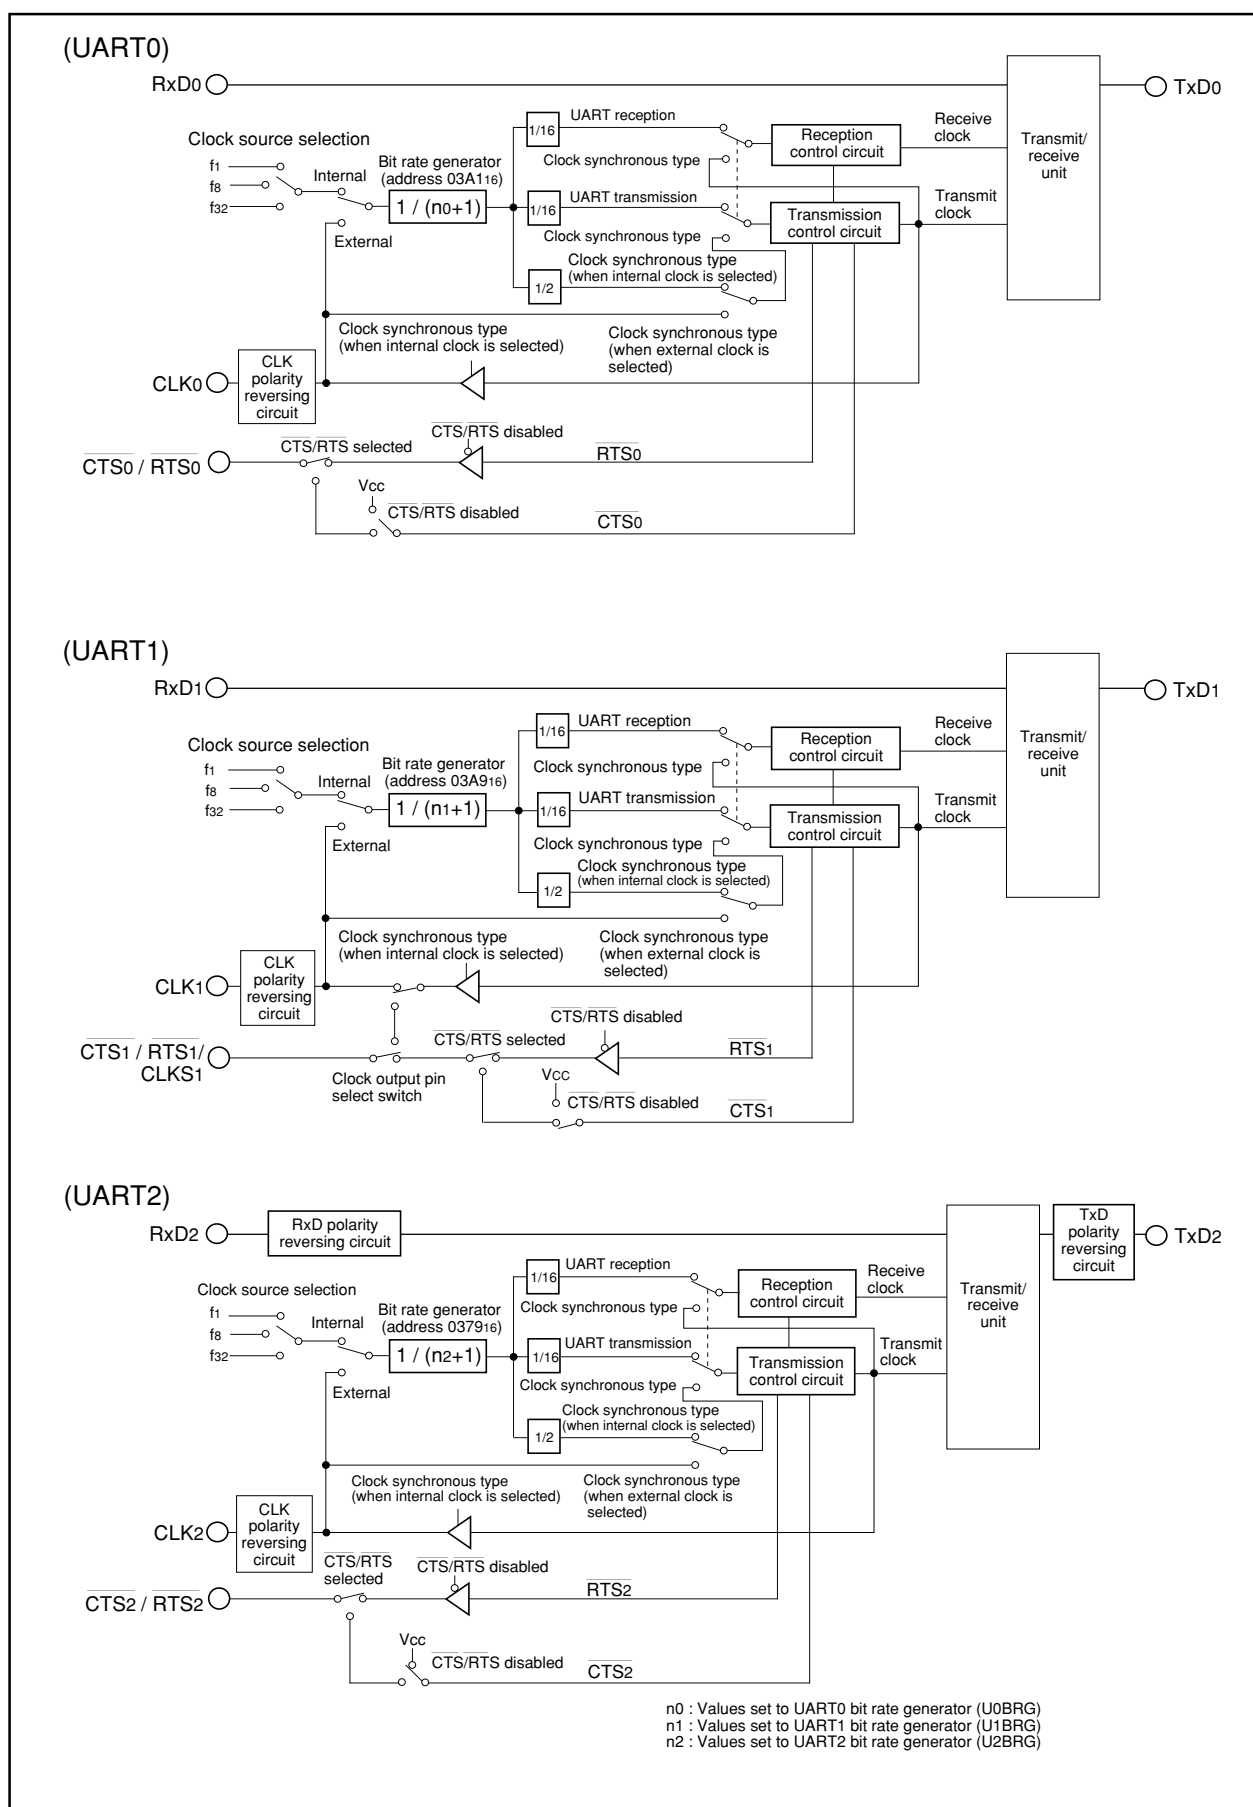 (UART0)
RxD0
TxD0
Clock source selection
f1
f8
f32
Internal
External
Bit rate generator
(address 03A116)
1 / (n0+1)
1/16
UART reception
Clock synchronous type
1/16
UART transmission
Clock synchronous type
1/2
Clock synchronous type
(when internal clock is selected)
Reception
control circuit
Transmission
control circuit
Receive
clock
Transmit
clock
Transmit/
receive
unit
Clock synchronous type
(when internal clock is selected)
Clock synchronous type
(when external clock is
selected)
CLK0
CLK
polarity
reversing
circuit
CTS0 / RTS0
CTS/RTS selected
CTS/RTS disabled
RTS0
Vcc
CTS/RTS disabled
CTS0
(UART1)
RxD1
TxD1
Clock source selection
f1
f8
f32
Internal
External
Bit rate generator
(address 03A916)
1 / (n1+1)
1/16
UART reception
Clock synchronous type
1/16
UART transmission
Clock synchronous type
1/2
Clock synchronous type
(when internal clock is selected)
Reception
control circuit
Transmission
control circuit
Receive
clock
Transmit
clock
Transmit/
receive
unit
Clock synchronous type
(when internal clock is selected)
Clock synchronous type
(when external clock is
selected)
CLK1
CLK
polarity
reversing
circuit
CTS1 / RTS1/
CLKS1
Clock output pin
select switch
CTS/RTS selected
CTS/RTS disabled
RTS1
VCC
CTS/RTS disabled
CTS1
(UART2)
RxD2
RxD polarity
reversing circuit
TxD
polarity
reversing
circuit
TxD2
Clock source selection
f1
f8
f32
Internal
External
Bit rate generator
(address 037916)
1 / (n2+1)
1/16
UART reception
Clock synchronous type
1/16
UART transmission
Clock synchronous type
1/2
Clock synchronous type
(when internal clock is selected)
Reception
control circuit
Transmission
control circuit
Receive
clock
Transmit
clock
Transmit/
receive
unit
Clock synchronous type
(when internal clock is selected)
Clock synchronous type
(when external clock is
selected)
CLK2
CLK
polarity
reversing
circuit
CTS2 / RTS2
CTS/RTS
selected
CTS/RTS disabled
RTS2
Vcc
CTS/RTS disabled
CTS2
n0 : Values set to UART0 bit rate generator (U0BRG)
n1 : Values set to UART1 bit rate generator (U1BRG)
n2 : Values set to UART2 bit rate generator (U2BRG)